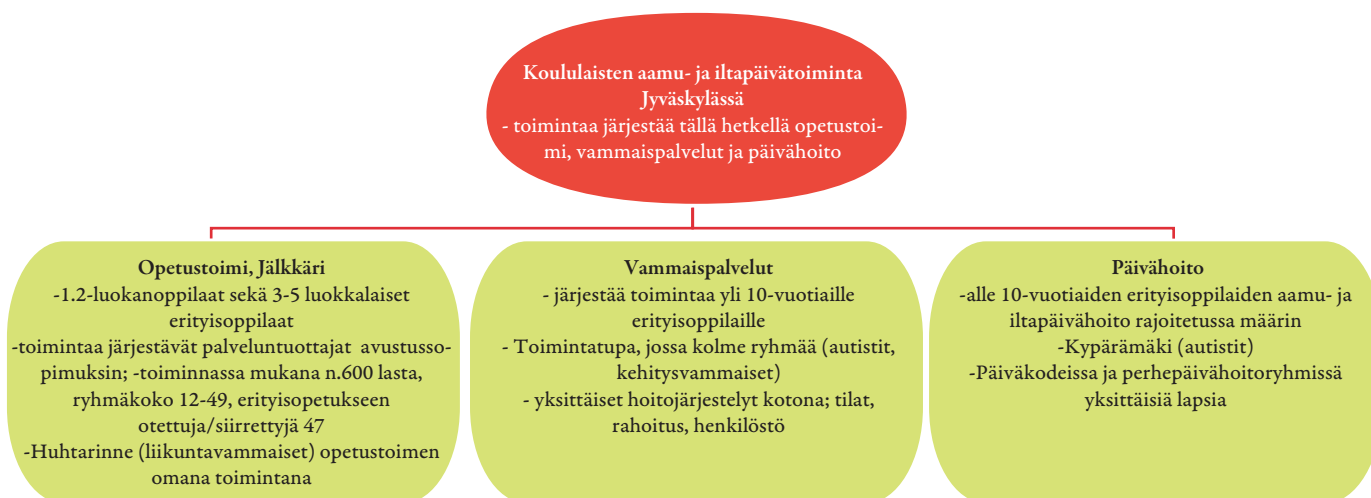 Koululaisten aamu- ja iltapäivätoiminta
Jyväskylässä
- toimintaa järjestää tällä hetkellä opetustoi-
mi, vammaispalvelut ja päivähoito
Opetustoimi, Jälkkäri
-1.2-luokanoppilaat sekä 3-5 luokkalaiset
erityisoppilaat
-toimintaa järjestävät palveluntuottajat avustusso-
pimuksin; -toiminnassa mukana n.600 lasta,
ryhmäkoko 12-49, erityisopetukseen
otettuja/siirrettyjä 47
-Huhtarinne (liikuntavammaiset) opetustoimen
omana toimintana
Vammaispalvelut
- järjestää toimintaa yli 10-vuotiaille
erityisoppilaille
- Toimintatupa, jossa kolme ryhmää (autistit,
kehitysvammaiset)
- yksittäiset hoitojärjestelyt kotona; tilat,
rahoitus, henkilöstö
Päivähoito
-alle 10-vuotiaiden erityisoppilaiden aamu- ja
iltapäivähoito rajoitetussa määrin
-Kypärämäki (autistit)
-Päiväkodeissa ja perhepäivähoitoryhmissä
yksittäisiä lapsia